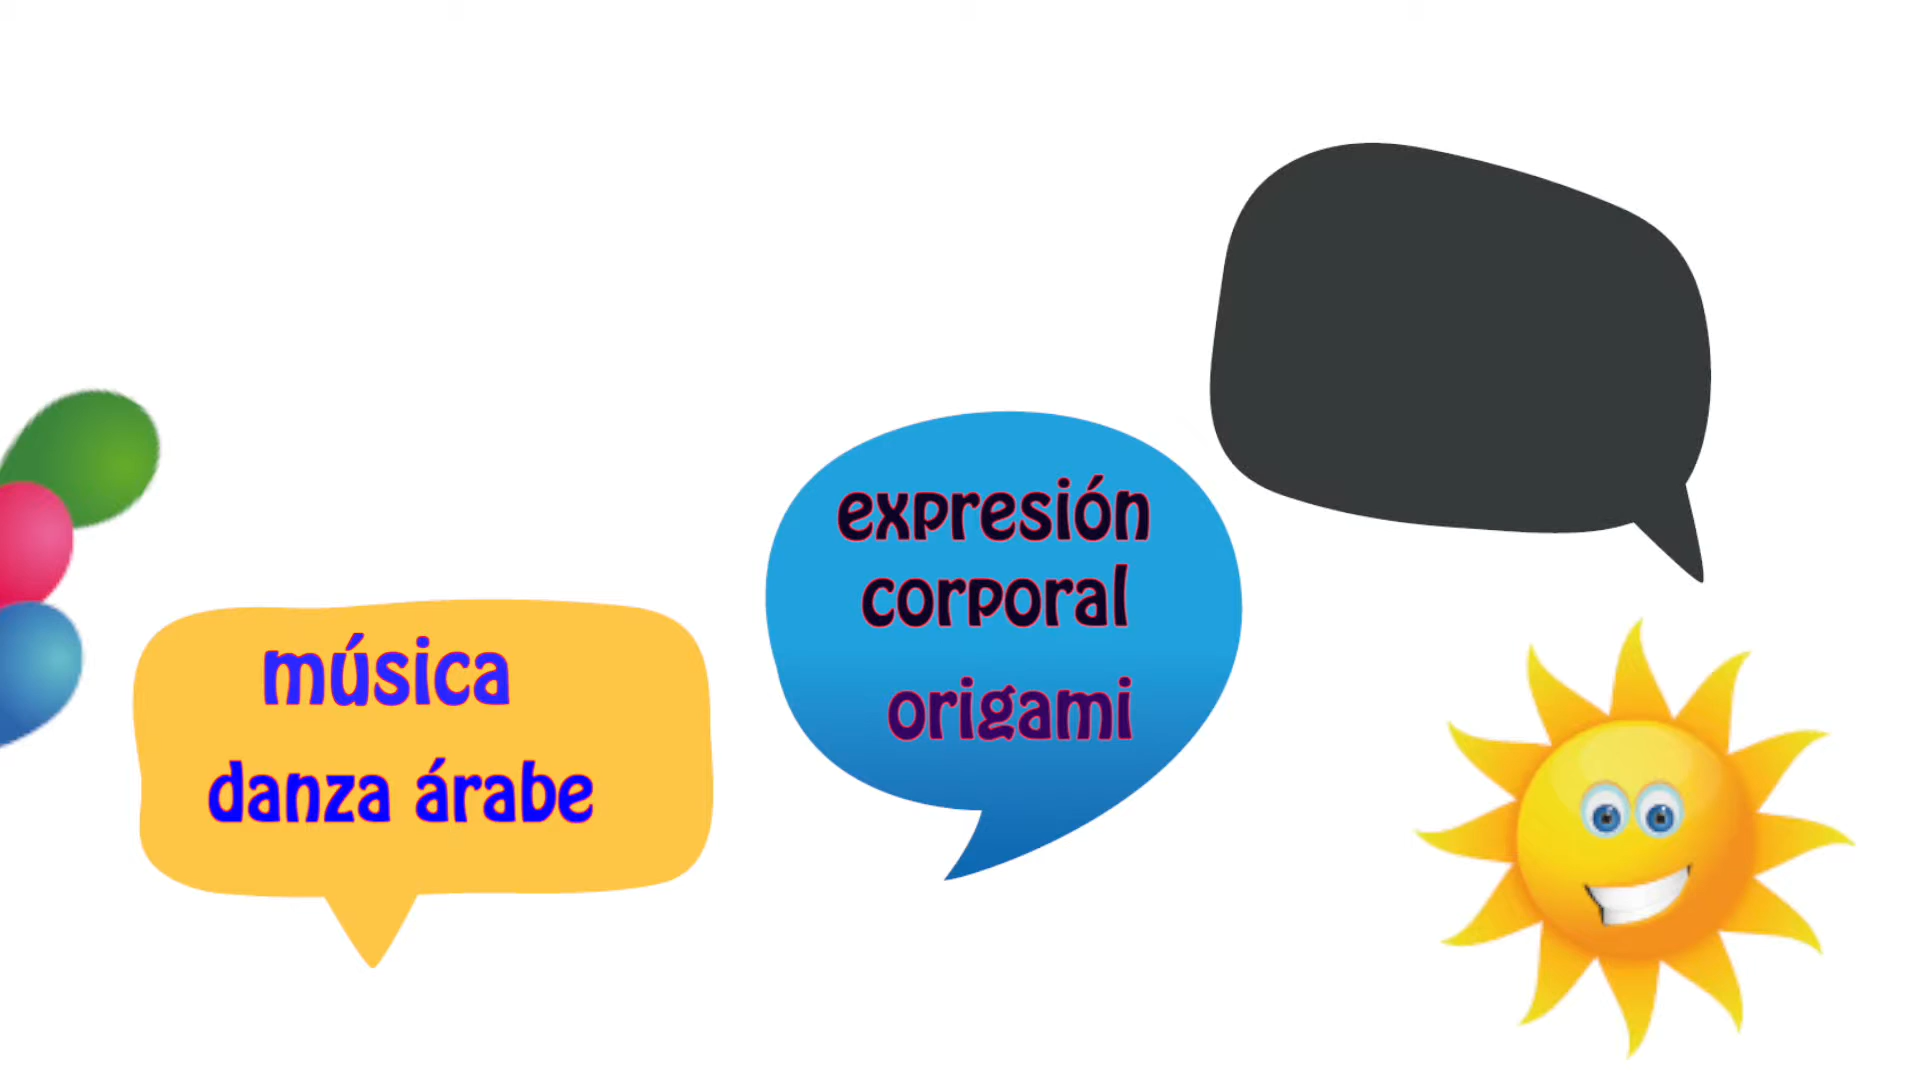 música
danza árabe
expresión
corporal
origami